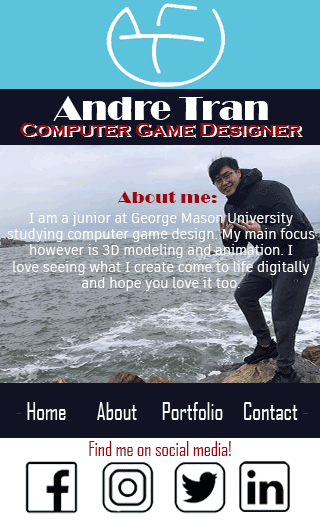 Andre Tran
Computer Game Designer
About me:
I am a junior at George Mason University
studying computer game design. My main focus
however is 3D modeling and animation. I
love seeing what I create come to life digitally
and hope you love it too.
Home About Portfolio Contact
Find me on social media!